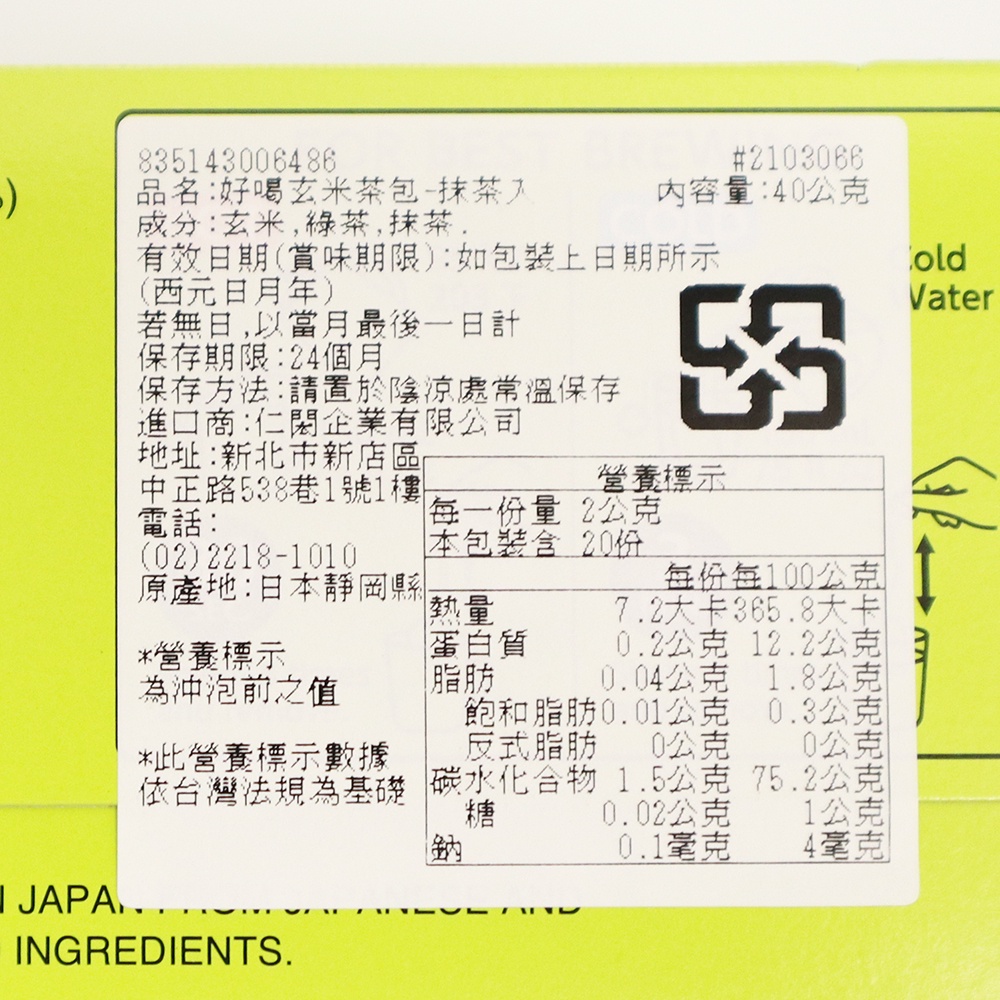 835143006486 #2103066
品名:好喝玄米茶包-抹茶入 內容量:40公克
成分:玄米,綠茶,抹茶.
有效日期(賞味期限):如包裝上日期所示
(西元日月年)
若無日,以當月最後一日計
保存期限:24個月
保存方法:請置於陰涼處常溫保存
進口商:仁閎企業有限公司
地址:新北市新店區
中正路538巷1號1樓
電話:
(02)2218-1010
原產地:日本靜岡縣
*營養標示
為沖泡前之值
*此營養標示數據
依台灣法規為基礎
營養標示
每一份量 2公克
本包裝含 20份
每份 每100公克
熱量 7.2大卡 365.8大卡
蛋白質 0.2公克 12.2公克
脂肪 0.04公克 1.8公克
飽和脂肪 0.01公克 0.3公克
反式脂肪 0公克 0公克
碳水化合物 1.5公克 75.2公克
糖 0.02公克 1公克
鈉 0.1毫克 4毫克
Cold
Water
JAPAN FROM JAPANESE AND
INGREDIENTS.